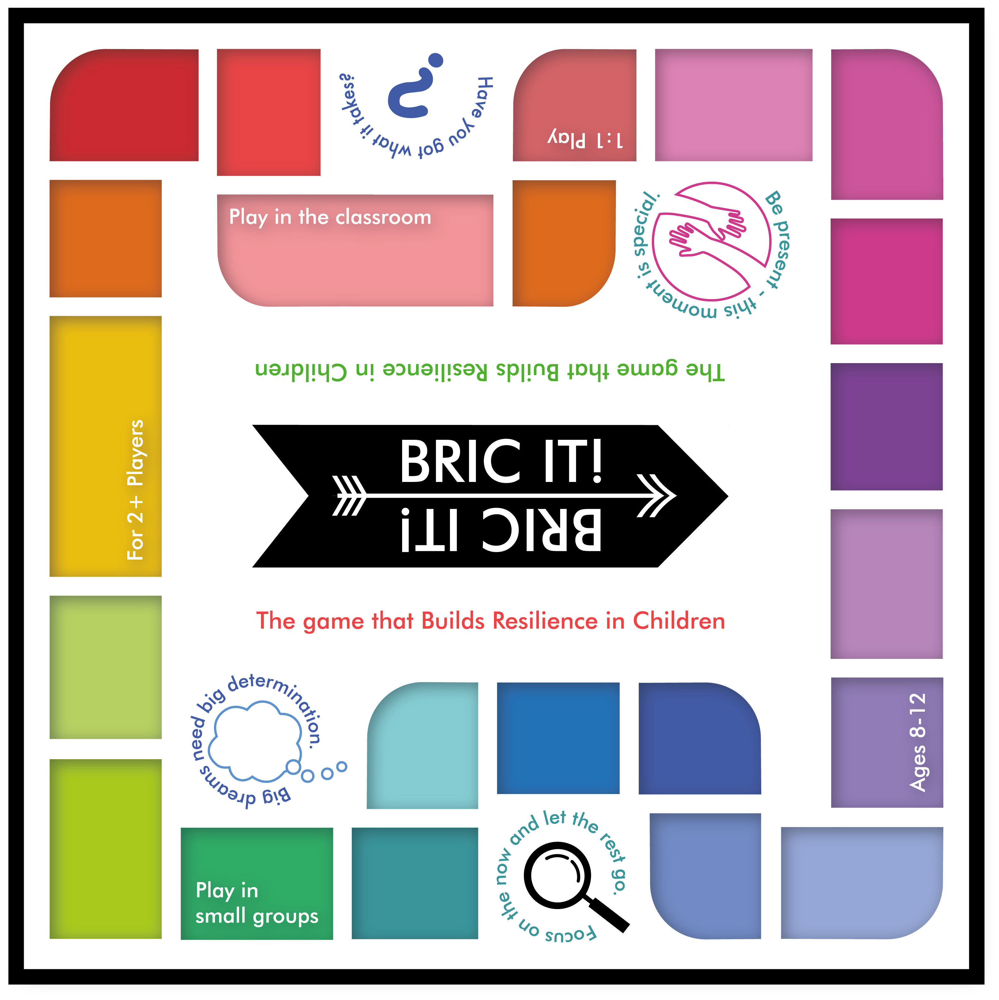 Have you got what it takes?
1:1 Play
Play in the classroom
Be present - this moment is special.
The game that Builds Resilience in Children
For 2+ Players
BRIC IT!
BRIC IT!
The game that Builds Resilience in Children
Big dreams need big determination.
Ages 8-12
Focus on the now and let the rest go.
Play in
small groups